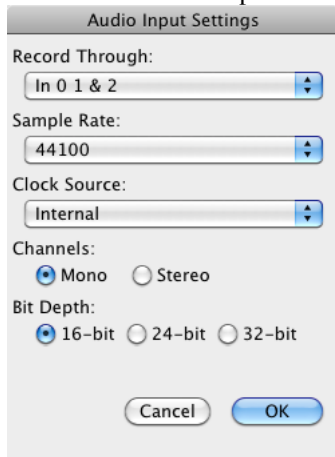 Audio Input Settings
Record Through:
In 0 1 & 2
Sample Rate:
44100
Clock Source:
Internal
Channels:
Mono Stereo
Bit Depth:
16-bit 24-bit 32-bit
Cancel OK